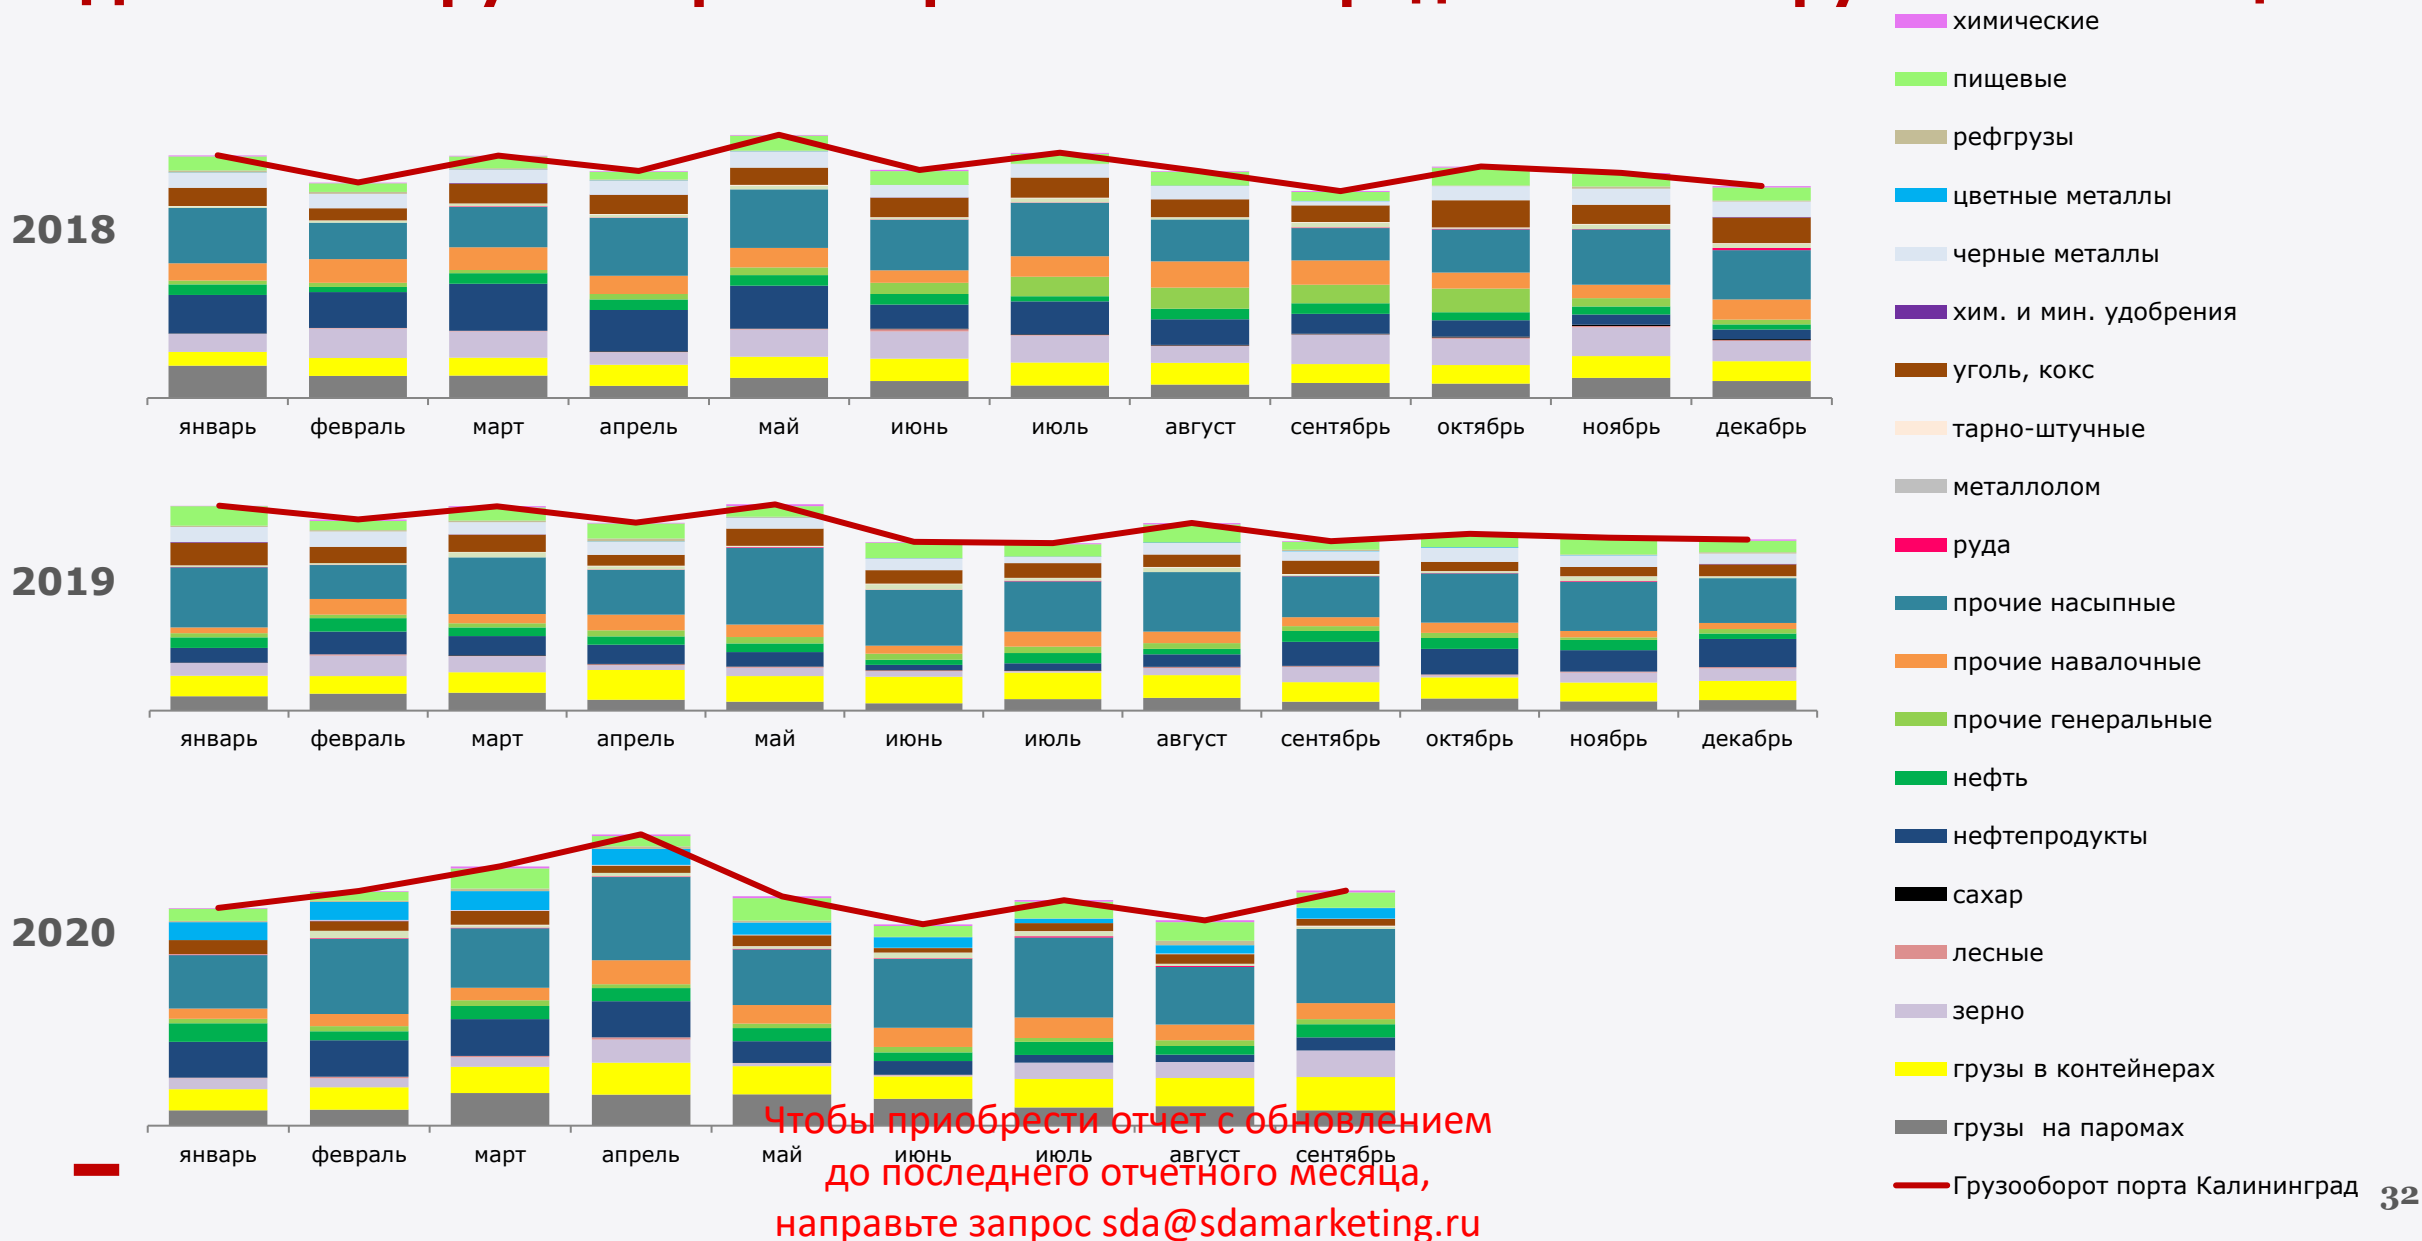 химические
пищевые
рефгрузы
цветные металлы
черные металлы
хим. и мин. удобрения
уголь, кокс
тарно-штучные
металлолом
руда
прочие насыпные
прочие навалочные
прочие генеральные
нефть
нефтепродукты
сахар
лесные
зерно
грузы в контейнерах
грузы на паромах
Грузооборот порта Калининград
2018
январь февраль март апрель май июнь июль август сентябрь октябрь ноябрь декабрь
2019
январь февраль март апрель май июнь июль август сентябрь октябрь ноябрь декабрь
2020
январь февраль март апрель май июнь июль август сентябрь
Чтобы приобрести отчет с обновлением
до последнего отчетного месяца,
направьте запрос sda@sdamarketing.ru
32